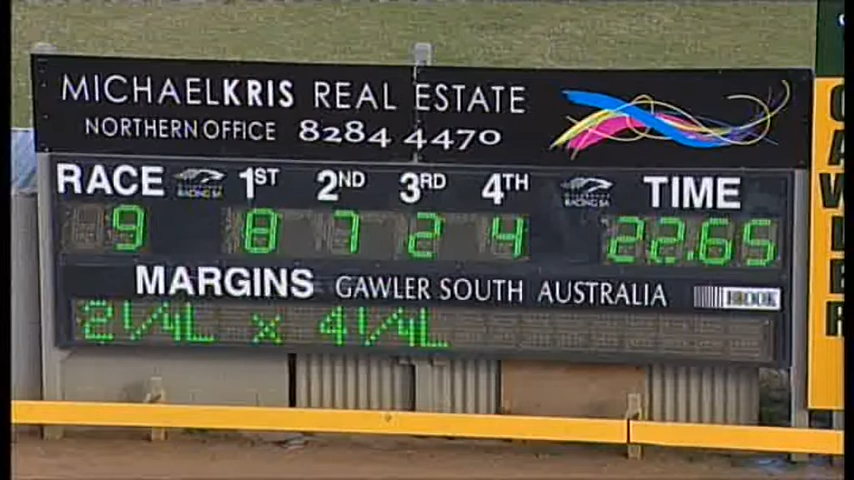 MICHAELKRIS REAL ESTATE
NORTHERN OFFICE 8284 4470
RACE 1ST 2ND 3RD 4TH TIME
9 8 7 2 4 22.65
MARGINS GAWLER SOUTH AUSTRALIA
2 1/4L x 4 1/4L
GAWLER